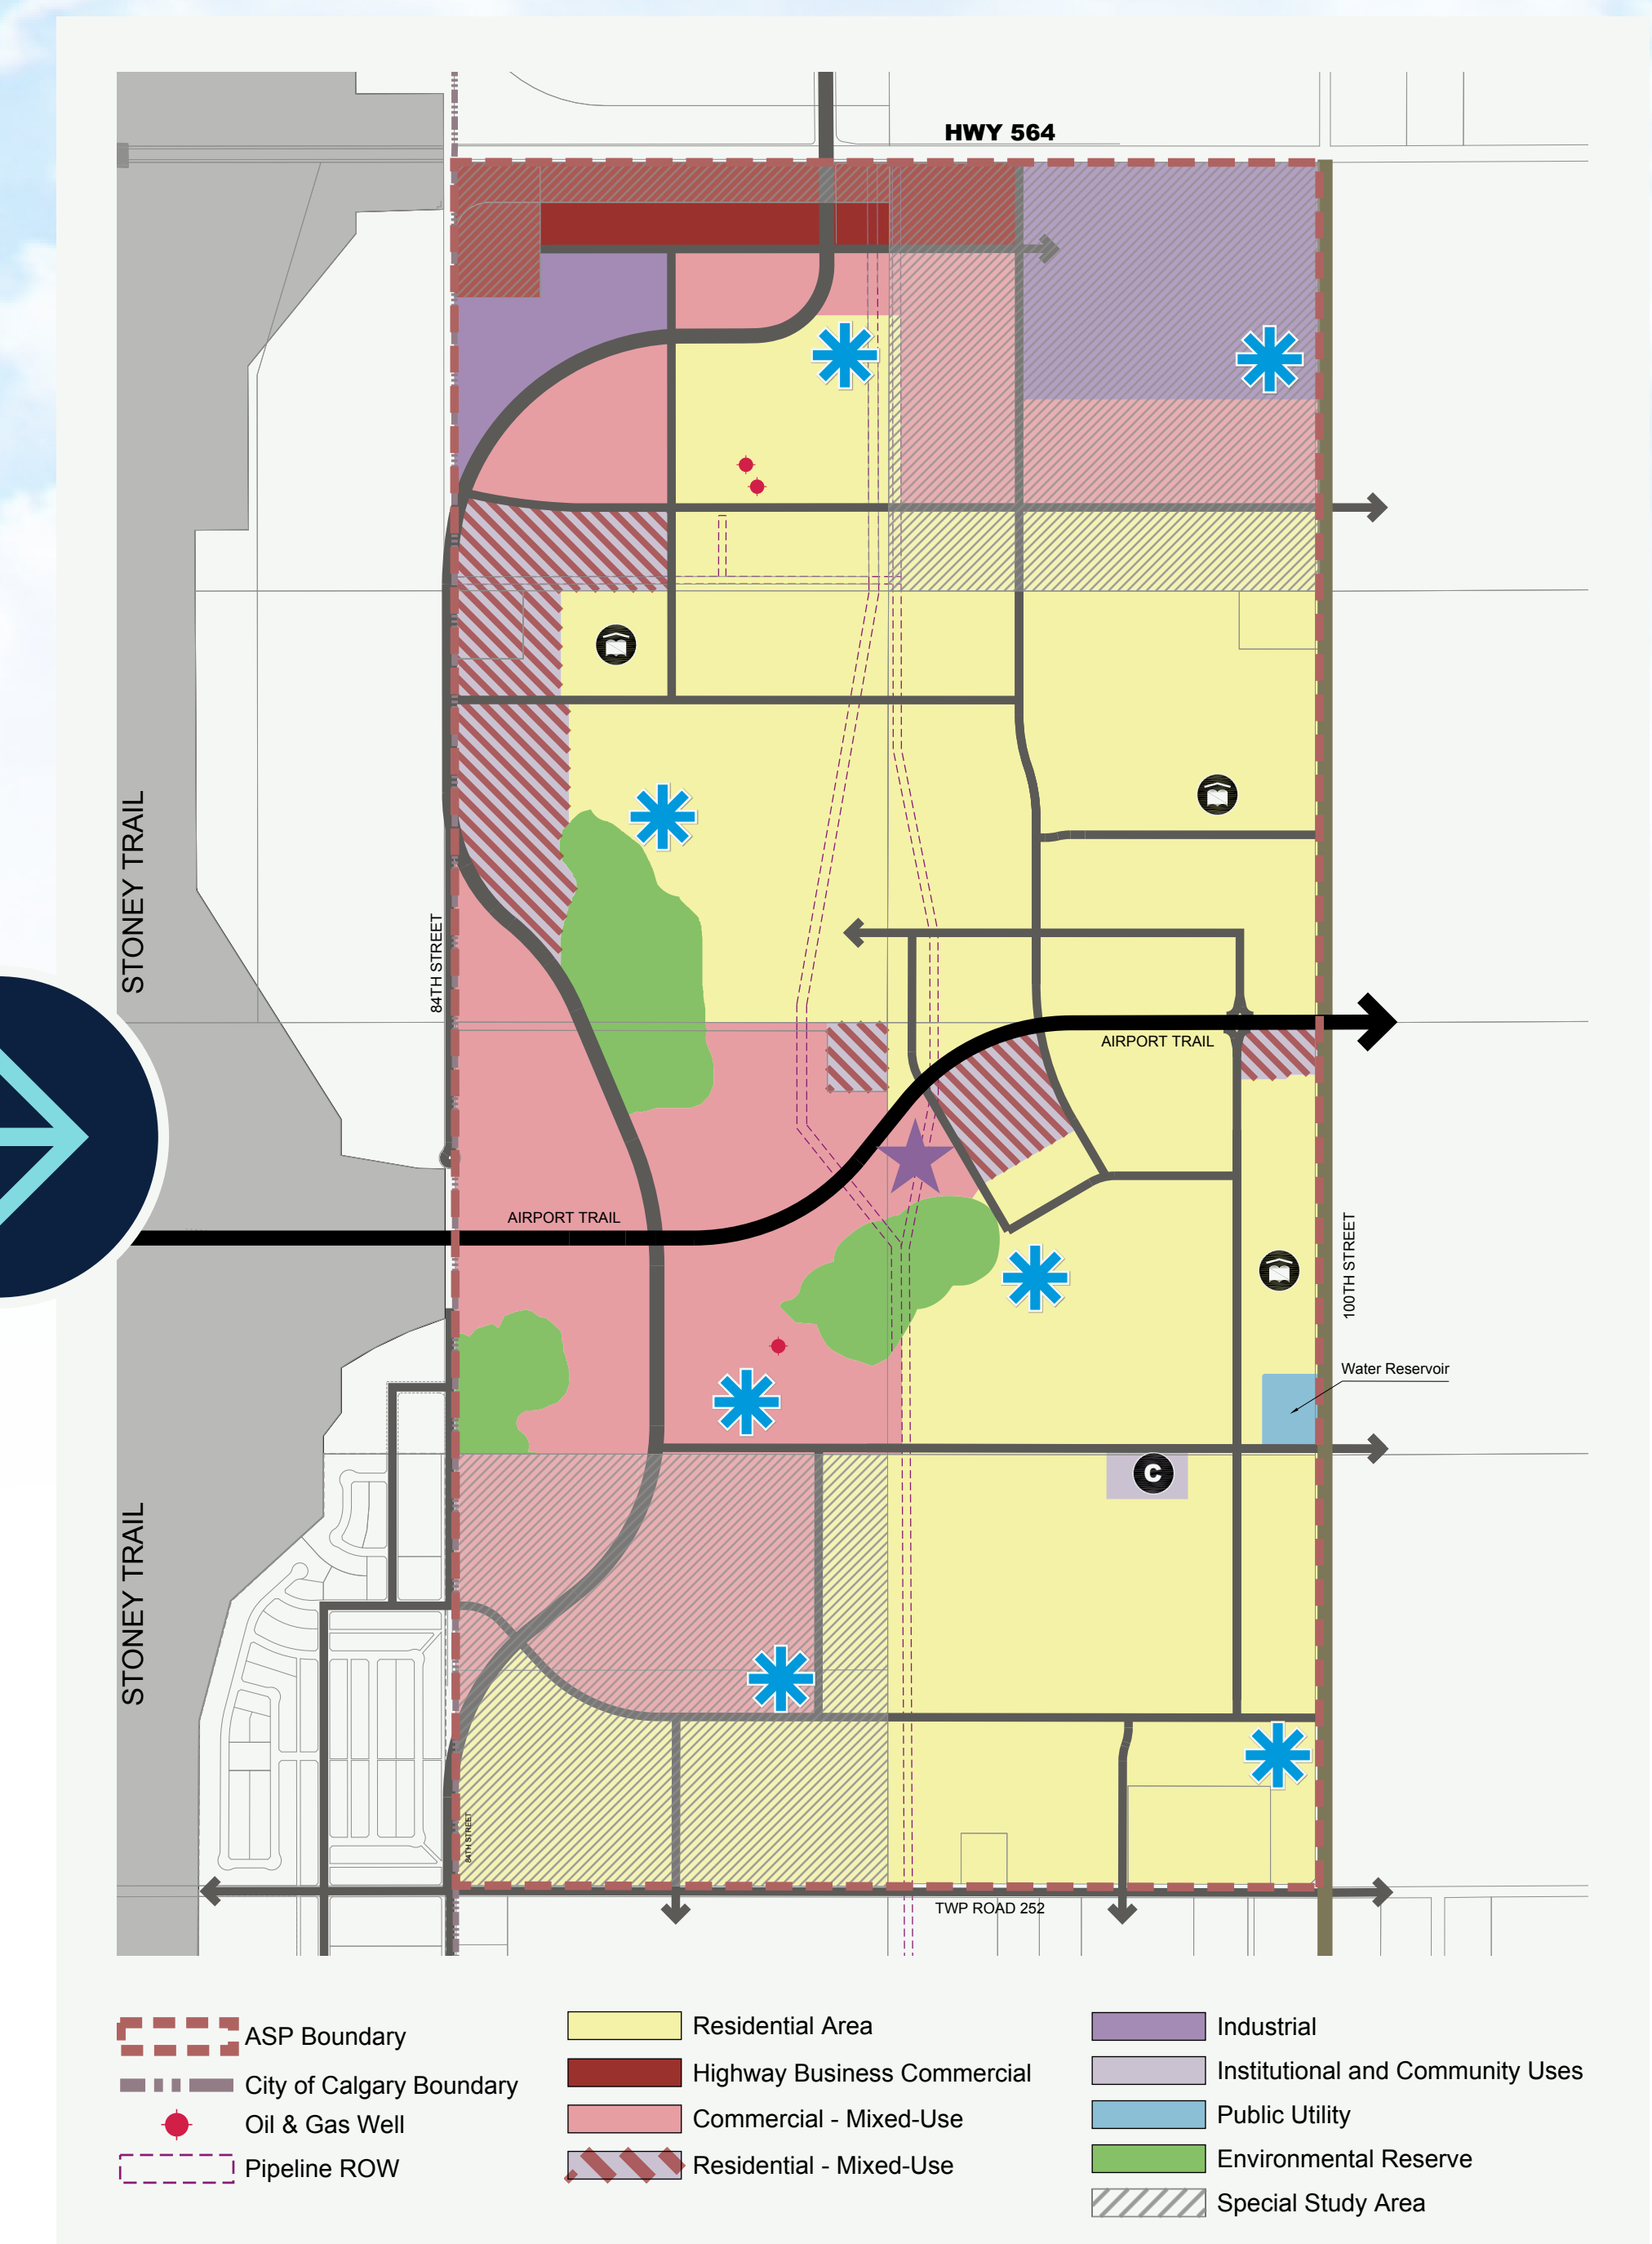 HWY 564
STONEY TRAIL
84TH STREET
AIRPORT TRAIL
AIRPORT TRAIL
100TH STREET
Water Reservoir
C
STONEY TRAIL
84TH STREET
TWP ROAD 252
ASP Boundary
City of Calgary Boundary
Oil & Gas Well
Pipeline ROW
Residential Area
Highway Business Commercial
Commercial - Mixed-Use
Residential - Mixed-Use
Industrial
Institutional and Community Uses
Public Utility
Environmental Reserve
Special Study Area